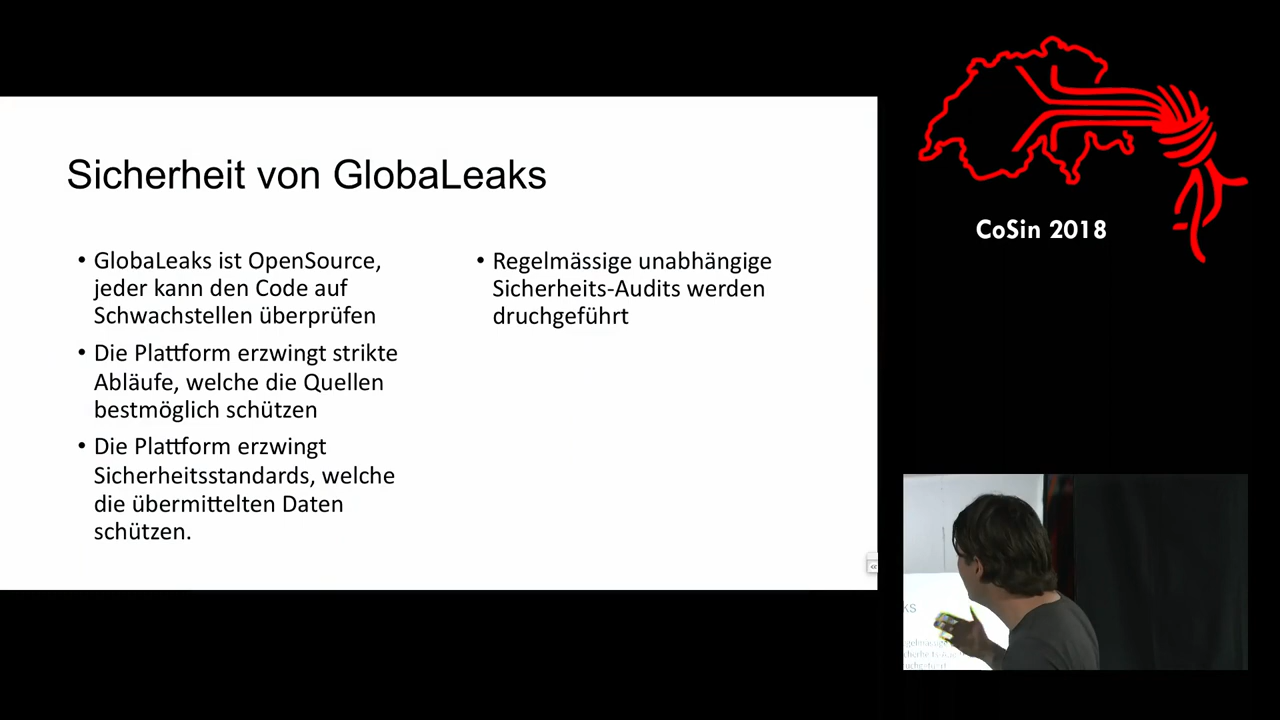 Sicherheit von GlobaLeaks
• GlobaLeaks ist OpenSource,
jeder kann den Code auf
Schwachstellen überprüfen
• Die Plattform erzwingt strikte
Abläufe, welche die Quellen
bestmöglich schützen
• Die Plattform erzwingt
Sicherheitsstandards, welche
die übermittelten Daten
schützen.
• Regelmässige unabhängige
Sicherheits-Audits werden
druchgeführt
CoSin 2018